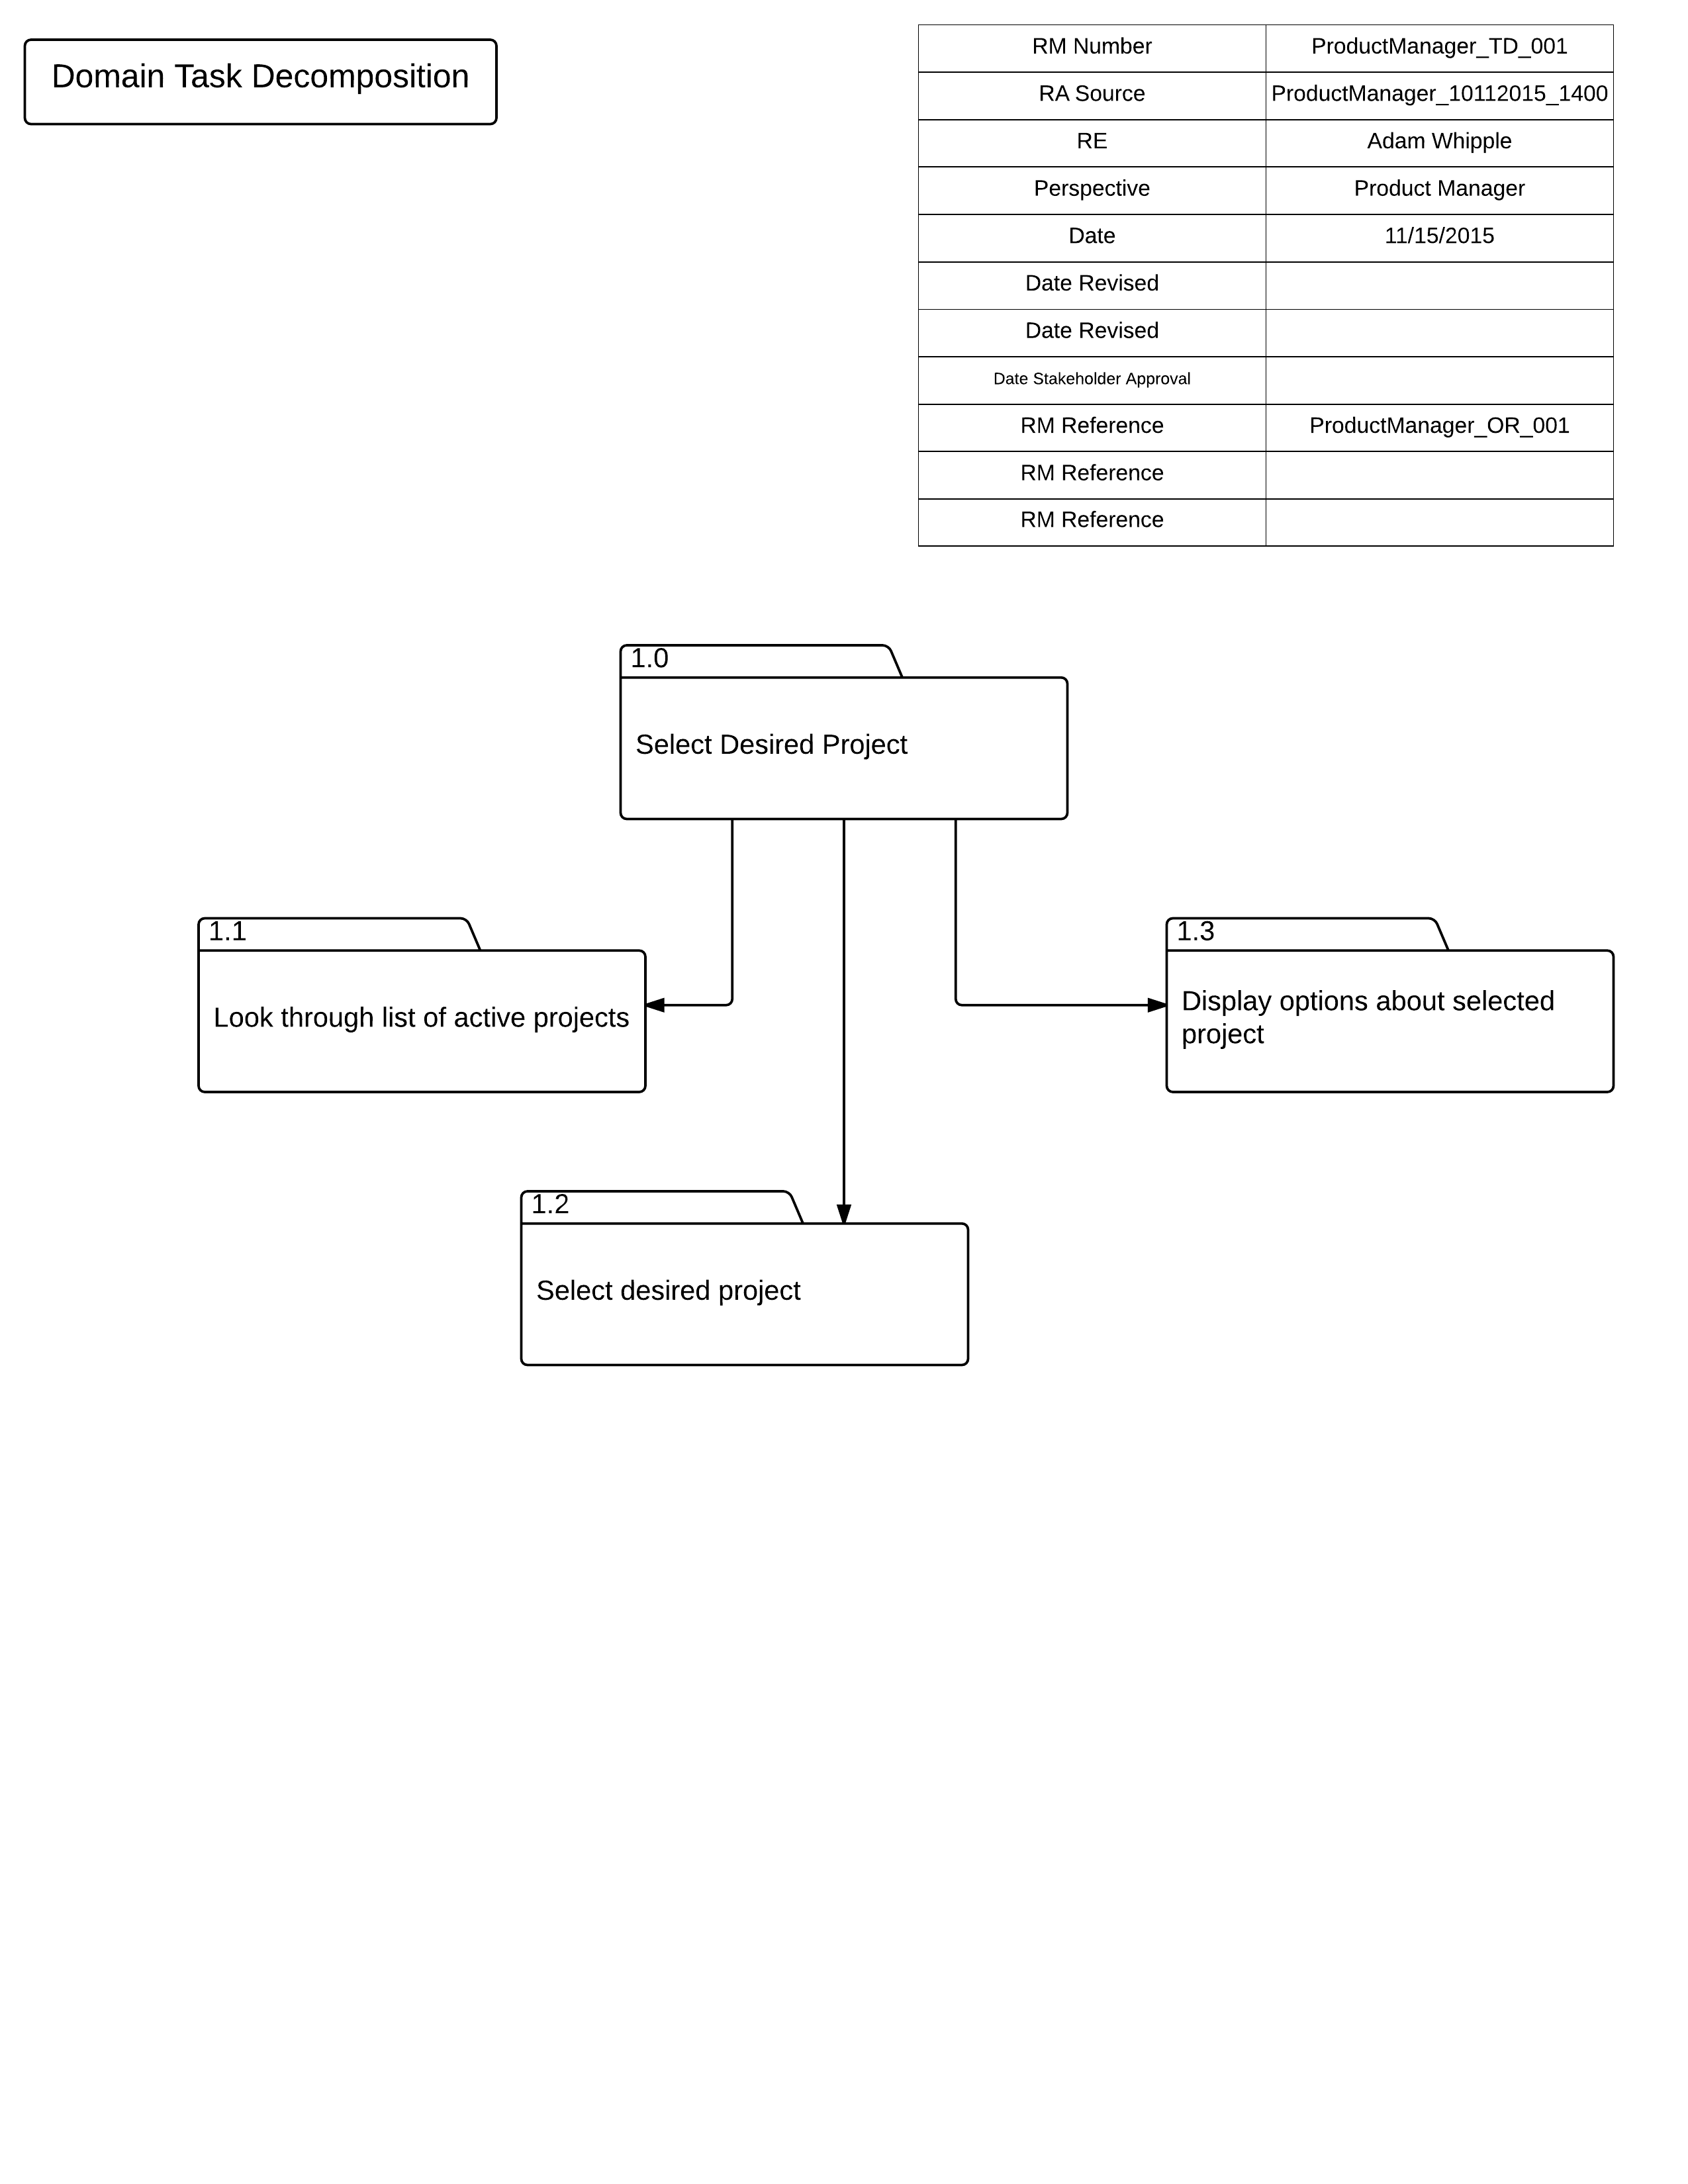 Domain Task Decomposition
RM Number ProductManager_TD_001
RA Source ProductManager_10112015_1400
RE Adam Whipple
Perspective Product Manager
Date 11/15/2015
Date Revised
Date Revised
Date Stakeholder Approval
RM Reference ProductManager_OR_001
RM Reference
RM Reference
1.0
Select Desired Project
1.1
Look through list of active projects
1.3
Display options about selected
project
1.2
Select desired project